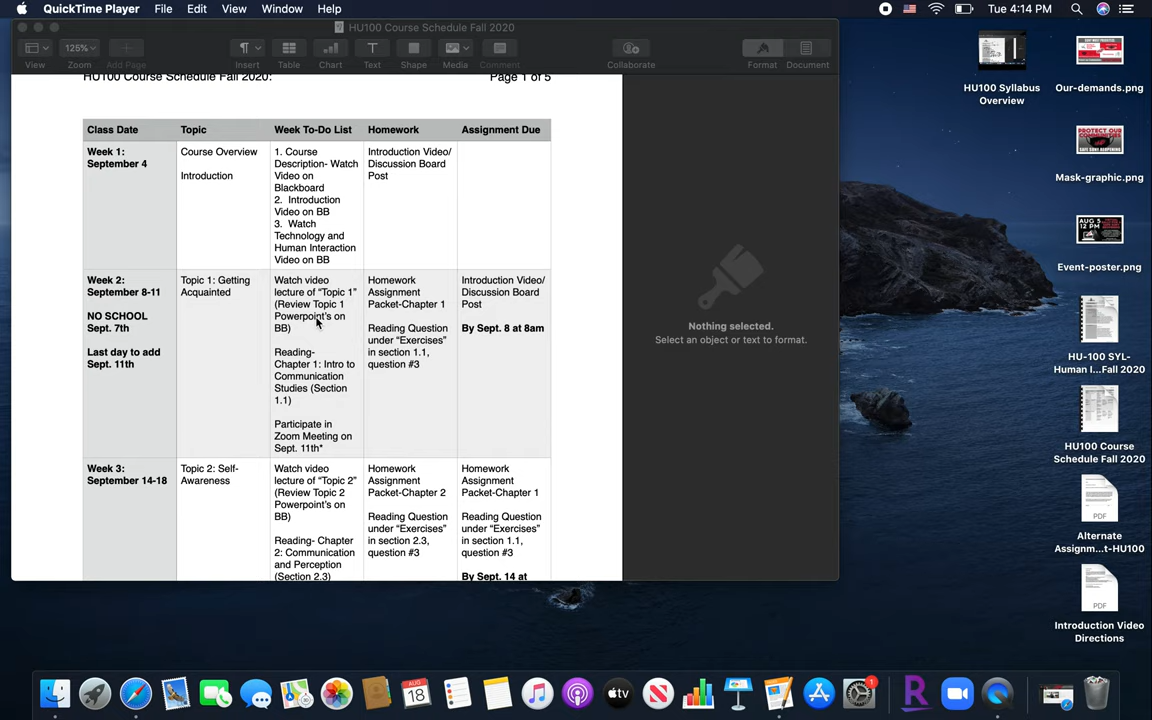 QuickTime Player File Edit View Window Help
Tue 4:14 PM
HU100 Course Schedule Fall 2020
125%
View Zoom Add Page Insert Table Chart Text Shape Media Comment Collaborate Format Document
HU100 Course Schedule Fall 2020: Page 1 of 5
Class Date Topic Week To-Do List Homework Assignment Due
Week 1:
September 4
Course Overview
Introduction
1. Course
Description- Watch
Video on
Blackboard
2. Introduction
Video on BB
3. Watch
Technology and
Human Interaction
Video on BB
Introduction Video/
Discussion Board
Post
Week 2:
September 8-11
NO SCHOOL
Sept. 7th
Last day to add
Sept. 11th
Topic 1: Getting
Acquainted
Watch video
lecture of “Topic 1”
(Review Topic 1
Powerpoint’s on
BB)
Reading-
Chapter 1: Intro to
Communication
Studies (Section
1.1)
Participate in
Zoom Meeting on
Sept. 11th*
Homework
Assignment
Packet-Chapter 1
Reading Question
under “Exercises”
in section 1.1,
question #3
Introduction Video/
Discussion Board
Post
By Sept. 8 at 8am
Week 3:
September 14-18
Topic 2: Self-
Awareness
Watch video
lecture of “Topic 2”
(Review Topic 2
Powerpoint’s on
BB)
Reading- Chapter
2: Communication
and Perception
(Section 2.3)
Homework
Assignment
Packet-Chapter 2
Reading Question
under “Exercises”
in section 2.3,
question #3
Homework
Assignment
Packet-Chapter 1
Reading Question
under “Exercises”
in section 1.1,
question #3
By Sept. 14 at
Nothing selected.
Select an object or text to format.
HU100 Syllabus
Overview
Our-demands.png
PROTECT OUR
COMMUNITIES
Mask-graphic.png
AUG 5
12 PM
Event-poster.png
HU-100 SYL-
Human I...Fall 2020
HU100 Course
Schedule Fall 2020
PDF
Alternate
Assignm...t-HU100
PDF
Introduction Video
Directions
AUG
18
tv
R
1